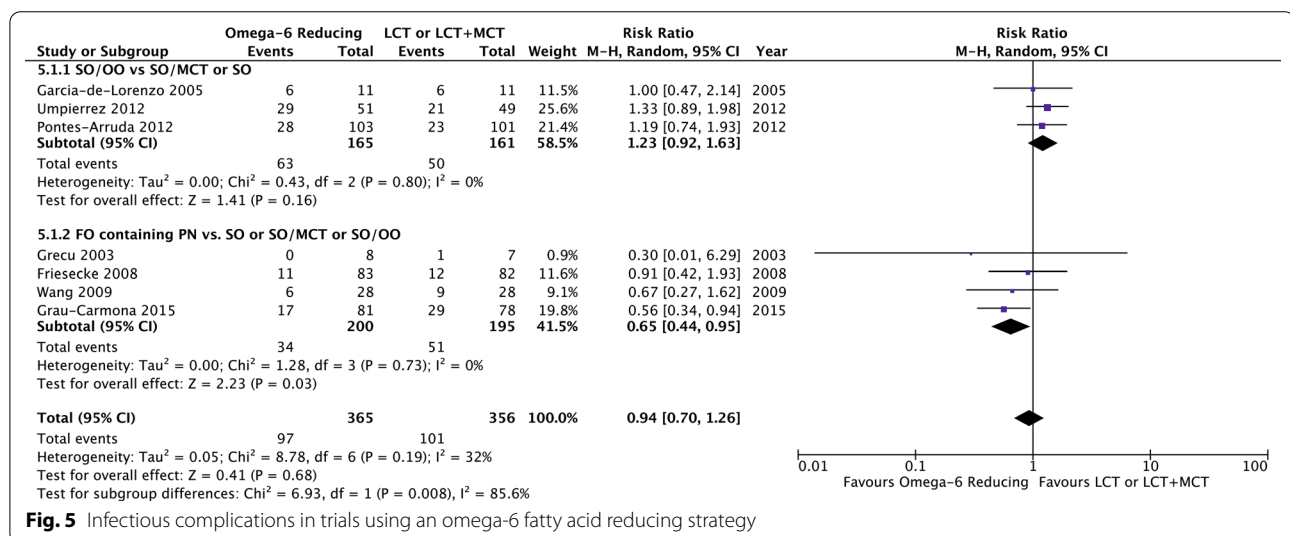 Omega-6 Reducing LCT or LCT+MCT Risk Ratio Risk Ratio
Study or Subgroup Events Total Events Total Weight M-H, Random, 95% CI Year M-H, Random, 95% CI
5.1.1 SO/OO vs SO/MCT or SO
Garcia-de-Lorenzo 2005 6 11 6 11 11.5% 1.00 [0.47, 2.14] 2005
Umpierrez 2012 29 51 21 49 25.6% 1.33 [0.89, 1.98] 2012
Pontes-Arruda 2012 28 103 23 101 21.4% 1.19 [0.74, 1.93] 2012
Subtotal (95% CI) 165 161 58.5% 1.23 [0.92, 1.63]
Total events 63 50
Heterogeneity: Tau² = 0.00; Chi² = 0.43, df = 2 (P = 0.80); I² = 0%
Test for overall effect: Z = 1.41 (P = 0.16)
5.1.2 FO containing PN vs. SO or SO/MCT or SO/OO
Grecu 2003 0 8 1 7 0.9% 0.30 [0.01, 6.29] 2003
Friesecke 2008 11 83 12 82 11.6% 0.91 [0.42, 1.93] 2008
Wang 2009 6 28 9 28 9.1% 0.67 [0.27, 1.62] 2009
Grau-Carmona 2015 17 81 29 78 19.8% 0.56 [0.34, 0.94] 2015
Subtotal (95% CI) 200 195 41.5% 0.65 [0.44, 0.95]
Total events 34 51
Heterogeneity: Tau² = 0.00; Chi² = 1.28, df = 3 (P = 0.73); I² = 0%
Test for overall effect: Z = 2.23 (P = 0.03)
Total (95% CI) 365 356 100.0% 0.94 [0.70, 1.26]
Total events 97 101
Heterogeneity: Tau² = 0.05; Chi² = 8.78, df = 6 (P = 0.19); I² = 32%
Test for overall effect: Z = 0.41 (P = 0.68)
Test for subgroup differences: Chi² = 6.93, df = 1 (P = 0.008), I² = 85.6%
0.01 0.1 1 10 100
Favours Omega-6 Reducing Favours LCT or LCT+MCT
Fig. 5 Infectious complications in trials using an omega-6 fatty acid reducing strategy